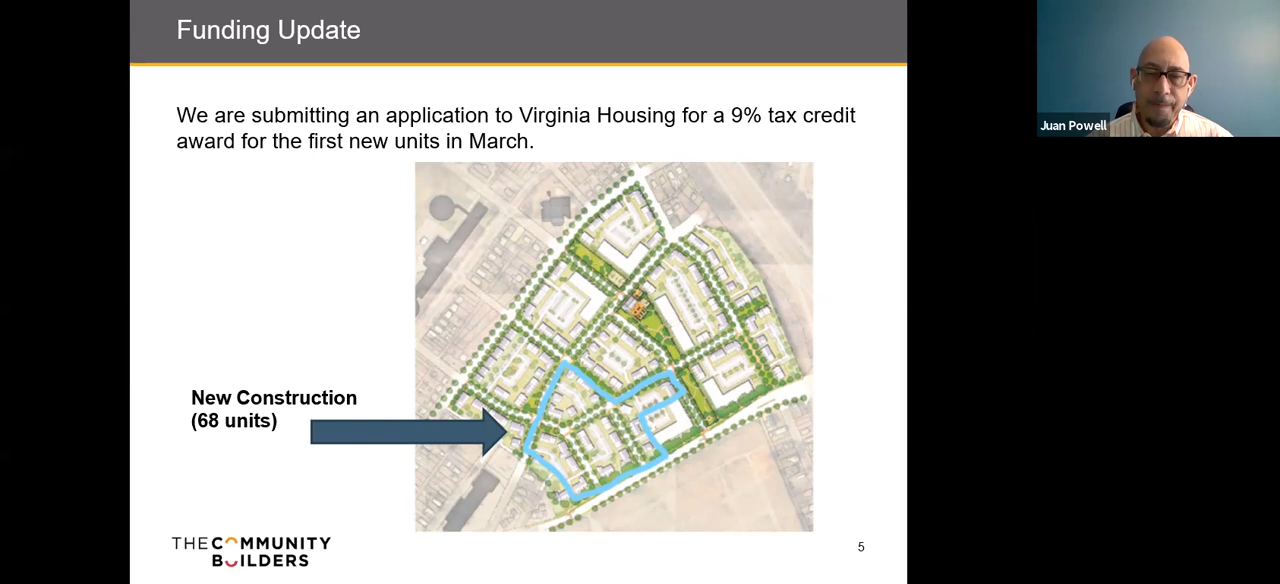 Funding Update
We are submitting an application to Virginia Housing for a 9% tax credit
award for the first new units in March.
New Construction
(68 units)
THE COMMUNITY
BUILDERS
5
Juan Powell